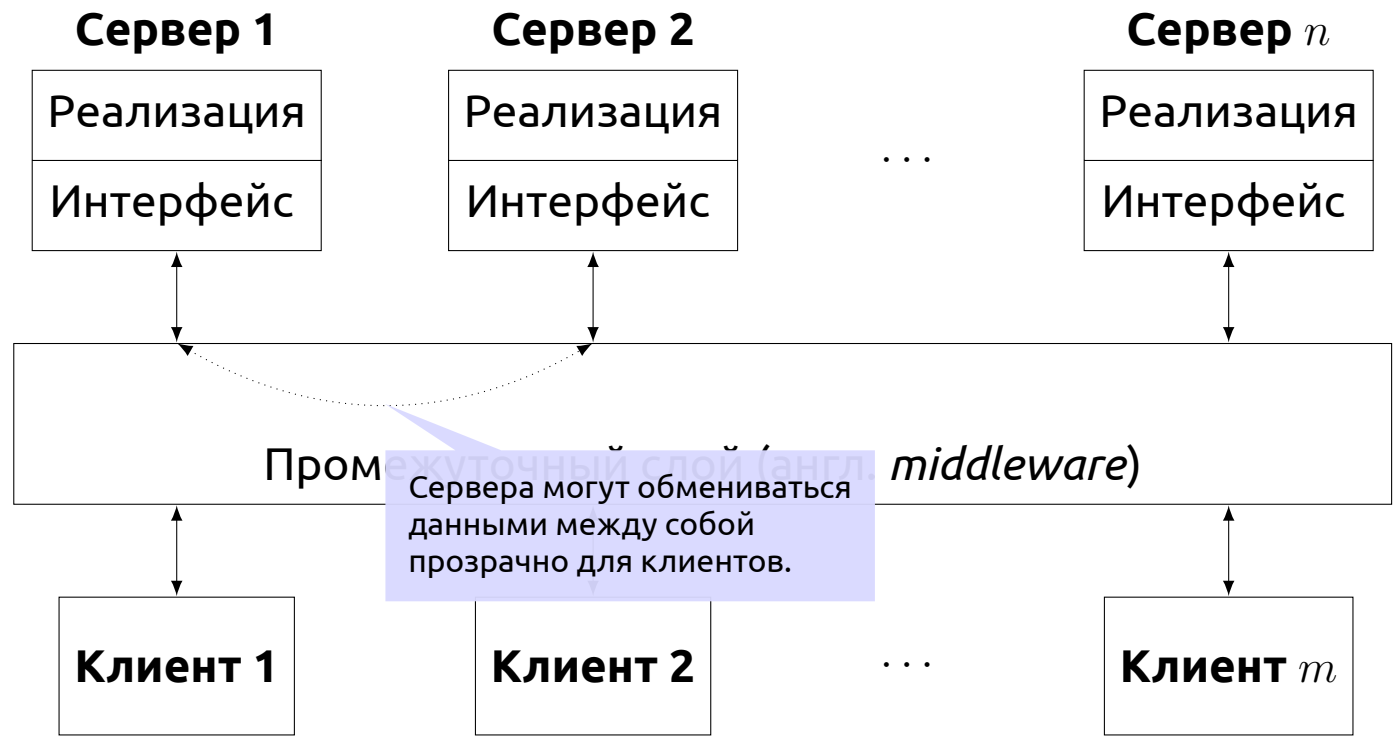 Сервер 1
Сервер 2
Сервер n
Реализация
Реализация
Реализация
. . .
Интерфейс
Интерфейс
Интерфейс
Промежуточный слой (англ. middleware)
Сервера могут обмениваться
данными между собой
прозрачно для клиентов.
Клиент 1
Клиент 2
. . .
Клиент m